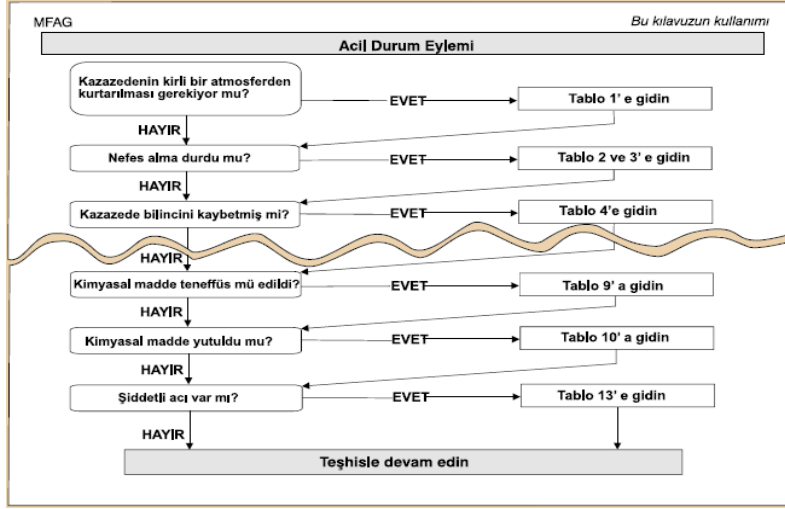 MFAG
Bu kılavuzun kullanımı
Acil Durum Eylemi
Kazazedenin kirli bir atmosferden
kurtarılması gerekiyor mu?
EVET
Tablo 1' e gidin
HAYIR
Nefes alma durdu mu?
EVET
Tablo 2 ve 3' e gidin
HAYIR
Kazazede bilincini kaybetmiş mi?
EVET
Tablo 4'e gidin
HAYIR
Kimyasal madde teneffüs mü edildi?
EVET
Tablo 9' a gidin
HAYIR
Kimyasal madde yutuldu mu?
EVET
Tablo 10' a gidin
HAYIR
Şiddetli acı var mı?
EVET
Tablo 13' e gidin
HAYIR
Teşhisle devam edin